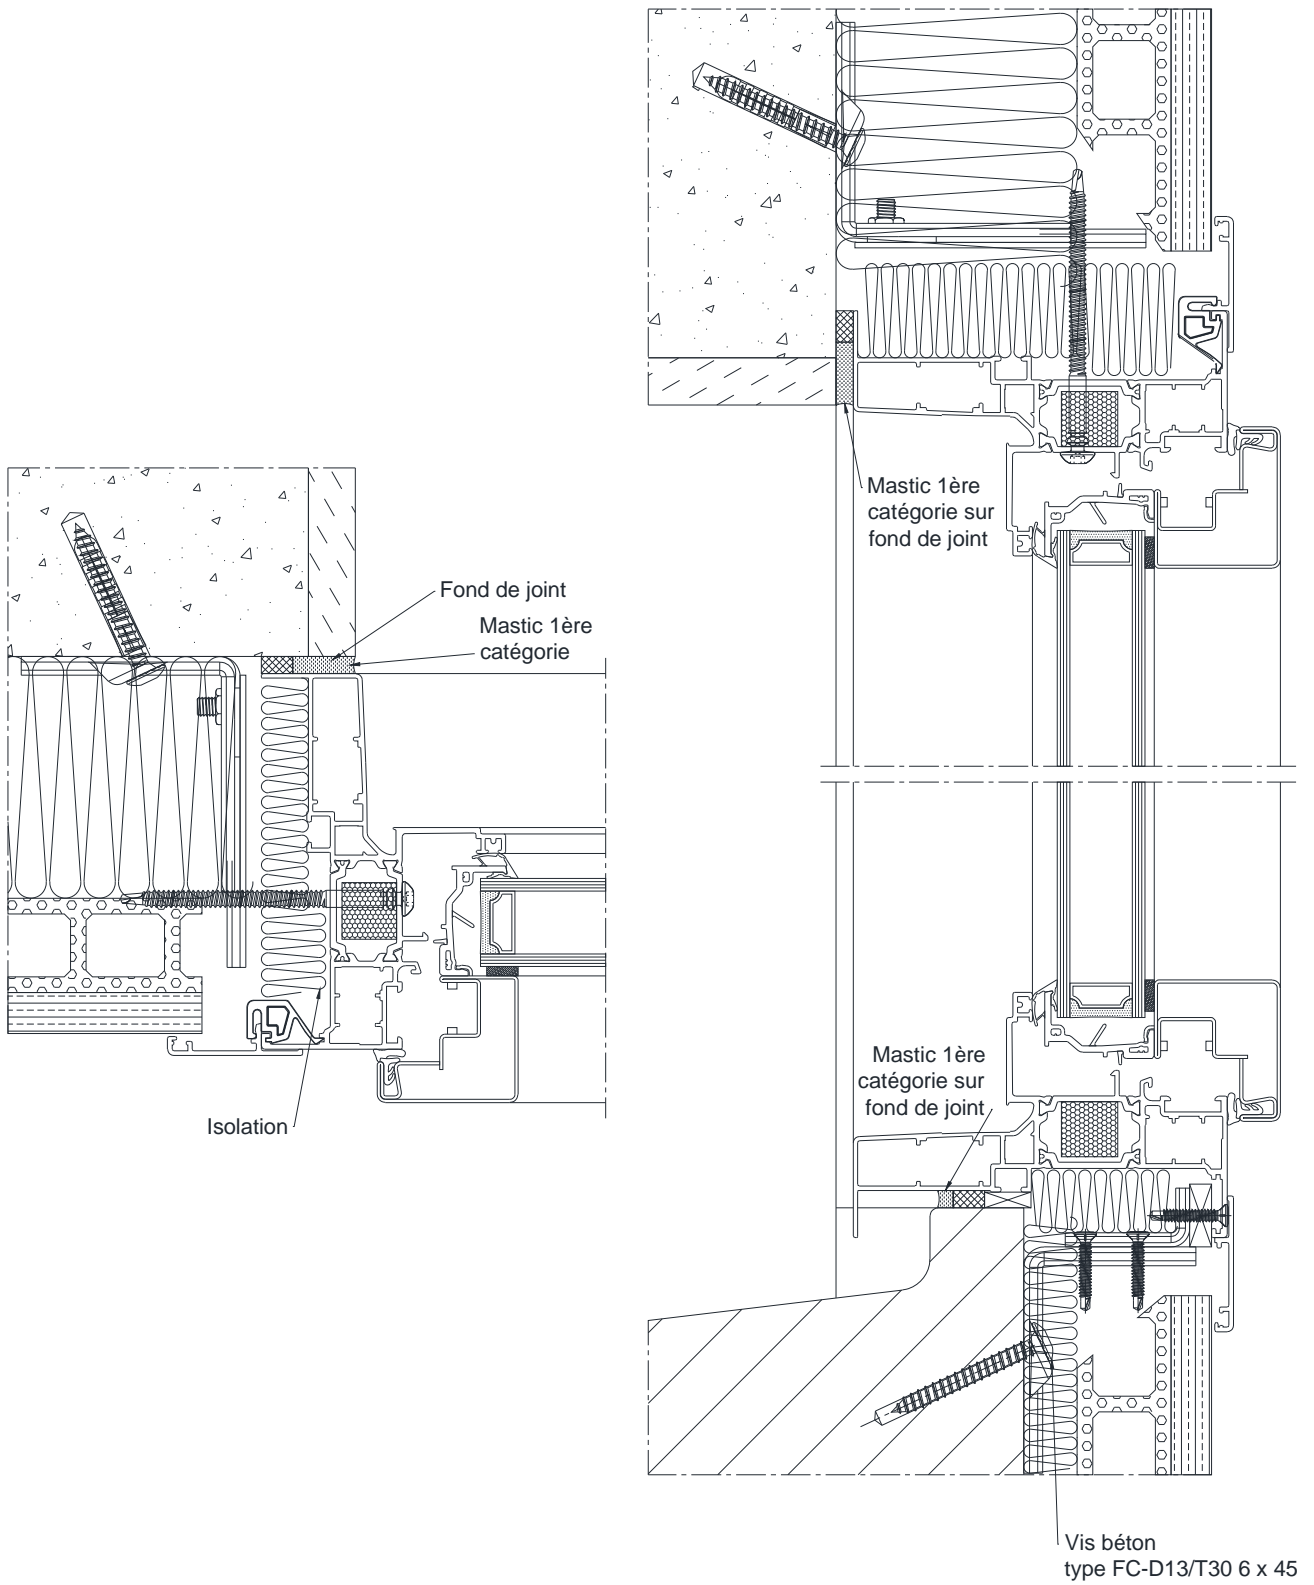 Mastic 1ère
catégorie sur
fond de joint
Fond de joint
Mastic 1ère
catégorie
Isolation
Mastic 1ère
catégorie sur
fond de joint
Vis béton
type FC-D13/T30 6 x 45